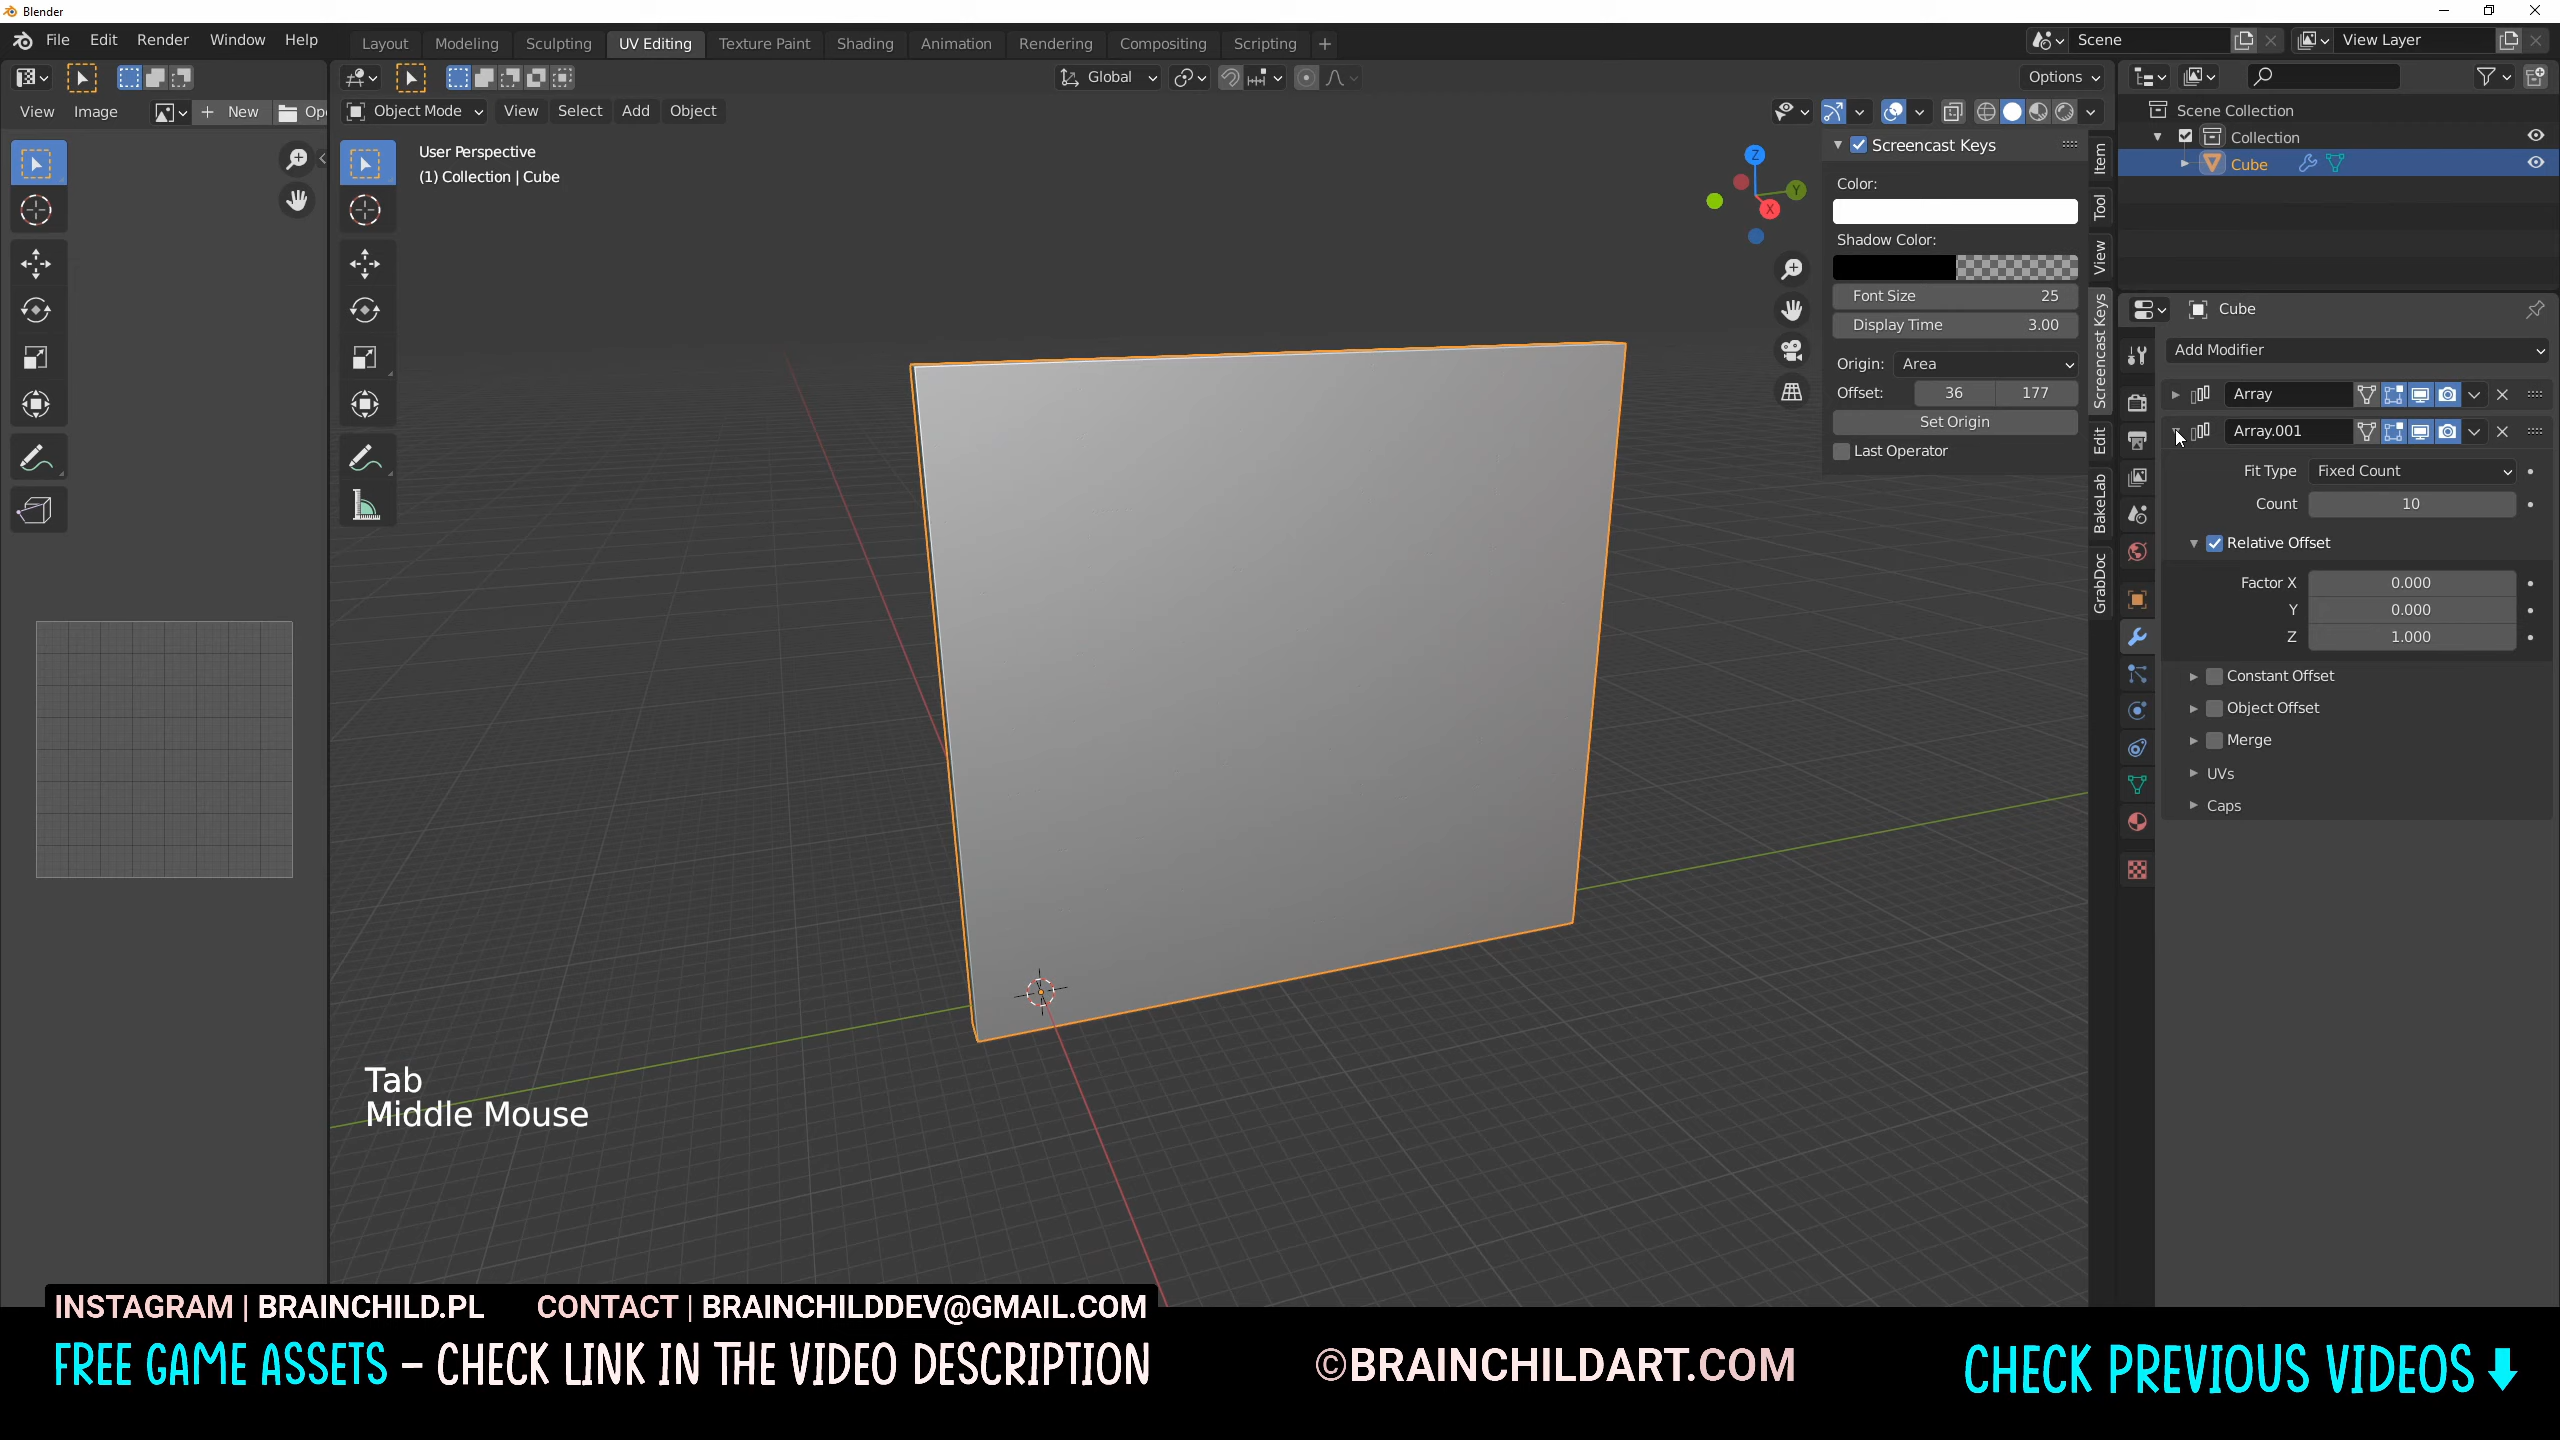 Blender
File Edit Render Window Help
Layout Modeling Sculpting UV Editing Texture Paint Shading Animation Rendering Compositing Scripting +
Scene
View Layer
Global
Options
View Image New Op
Object Mode View Select Add Object
User Perspective
(1) Collection | Cube
Z
Y
X
Screencast Keys
Color:
Shadow Color:
Font Size 25
Display Time 3.00
Origin: Area
Offset: 36 177
Set Origin
Last Operator
Item
Tool
View
Screencast Keys
Edit
BakeLab
GrabDoc
Scene Collection
Collection
Cube
Cube
Add Modifier
Array
Array.001
Fit Type Fixed Count
Count 10
Relative Offset
Factor X 0.000
Y 0.000
Z 1.000
Constant Offset
Object Offset
Merge
UVs
Caps
Tab
Middle Mouse
INSTAGRAM | BRAINCHILD.PL CONTACT | BRAINCHILDDEV@GMAIL.COM
FREE GAME ASSETS – CHECK LINK IN THE VIDEO DESCRIPTION
©BRAINCHILDART.COM
CHECK PREVIOUS VIDEOS